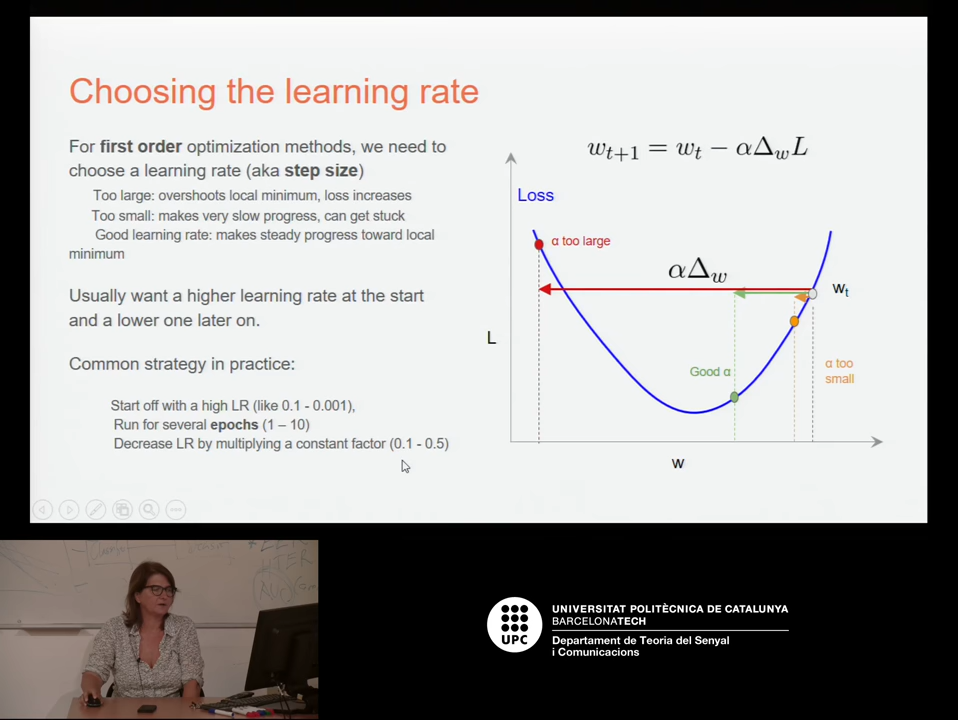 Choosing the learning rate
For first order optimization methods, we need to
choose a learning rate (aka step size)
Too large: overshoots local minimum, loss increases
Too small: makes very slow progress, can get stuck
Good learning rate: makes steady progress toward local
minimum
Usually want a higher learning rate at the start
and a lower one later on.
Common strategy in practice:
Start off with a high LR (like 0.1 - 0.001),
Run for several epochs (1 – 10)
Decrease LR by multiplying a constant factor (0.1 - 0.5)
w_{t+1} = w_t − αΔ_w L
Loss
α too large
αΔ_w
w_t
L
Good α
α too
small
w
UPC
UNIVERSITAT POLITÈCNICA DE CATALUNYA
BARCELONATECH
Departament de Teoria del Senyal
i Comunicacions